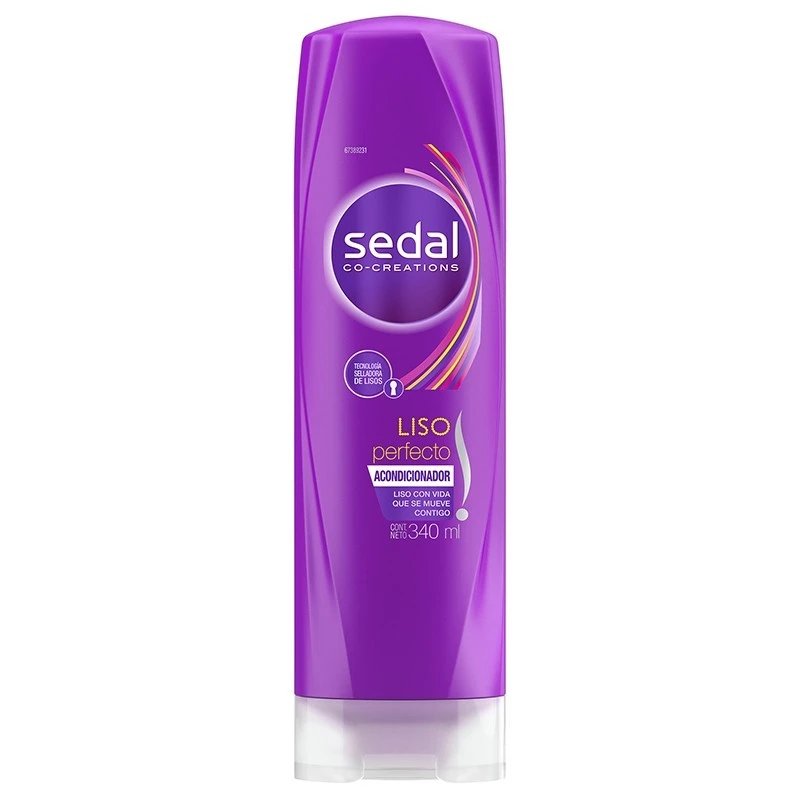 67389231
sedal
CO-CREATIONS
TECNOLOGÍA
SELLADORA
DE LISOS
LISO
perfecto
ACONDICIONADOR
LISO CON VIDA
QUE SE MUEVE
CONTIGO
CONT.
NETO 340 ml